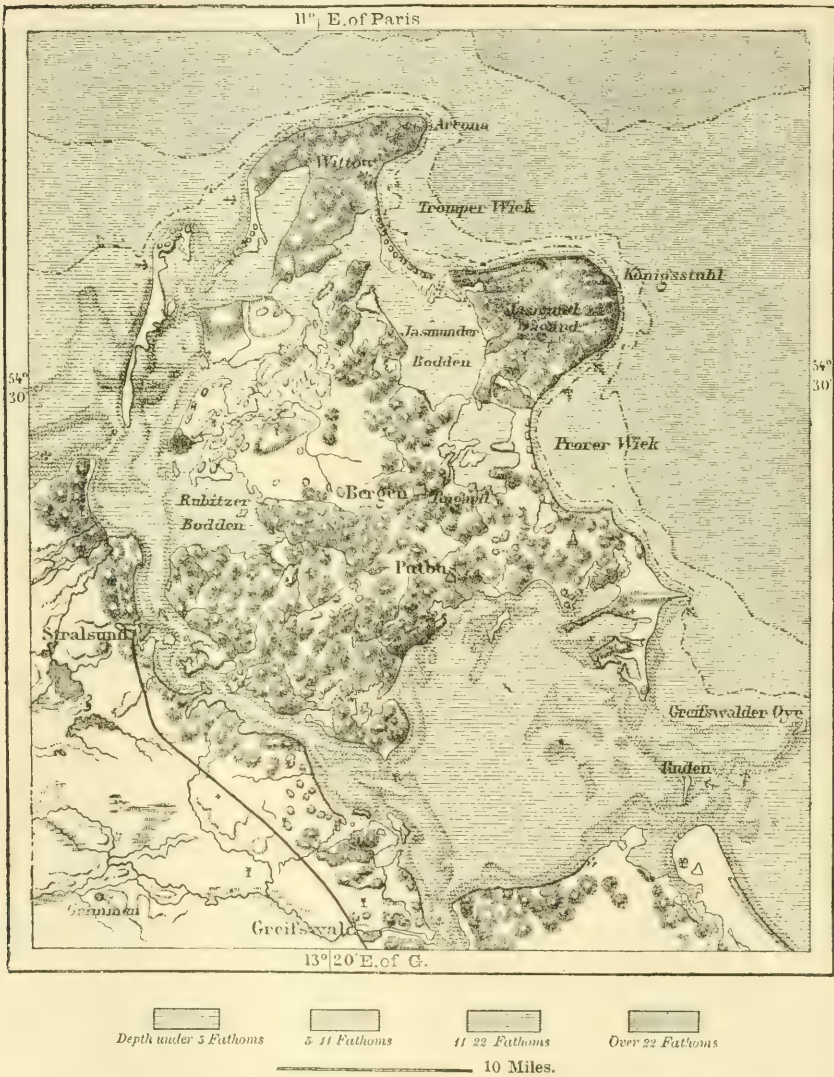 11° E. of Paris
Arcona
Wittow
Tromper Wiek
Königsstuhl
Jasmund
Jasmunder
Bodden
54°
30'
54°
30'
Prorer Wiek
Bergen
Rubitzer
Bodden
Putbus
Stralsund
Greifswalder Oye
Ruden
Grimmen
Greifswald
13° 20' E. of G.
Depth under 5 Fathoms
5-11 Fathoms
11-22 Fathoms
Over 22 Fathoms
10 Miles.